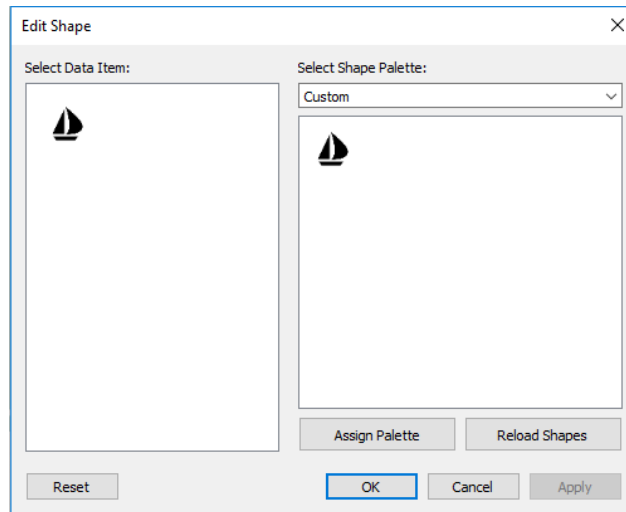 Edit Shape
Select Data Item:
Select Shape Palette:
Custom
Assign Palette
Reload Shapes
Reset
OK
Cancel
Apply